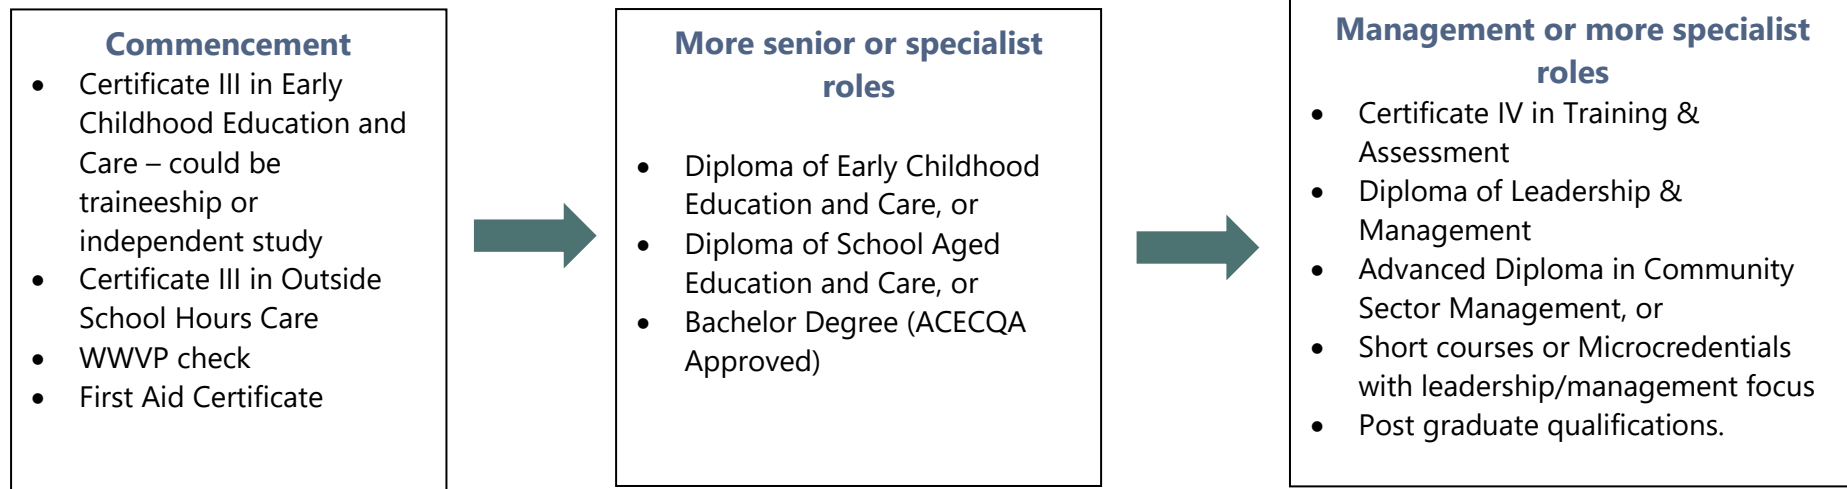 Commencement
• Certificate III in Early
Childhood Education and
Care – could be
traineeship or
independent study
• Certificate III in Outside
School Hours Care
• WWVP check
• First Aid Certificate
More senior or specialist
roles
• Diploma of Early Childhood
Education and Care, or
• Diploma of School Aged
Education and Care, or
• Bachelor Degree (ACECQA
Approved)
Management or more specialist
roles
• Certificate IV in Training &
Assessment
• Diploma of Leadership &
Management
• Advanced Diploma in Community
Sector Management, or
• Short courses or Microcredentials
with leadership/management focus
• Post graduate qualifications.